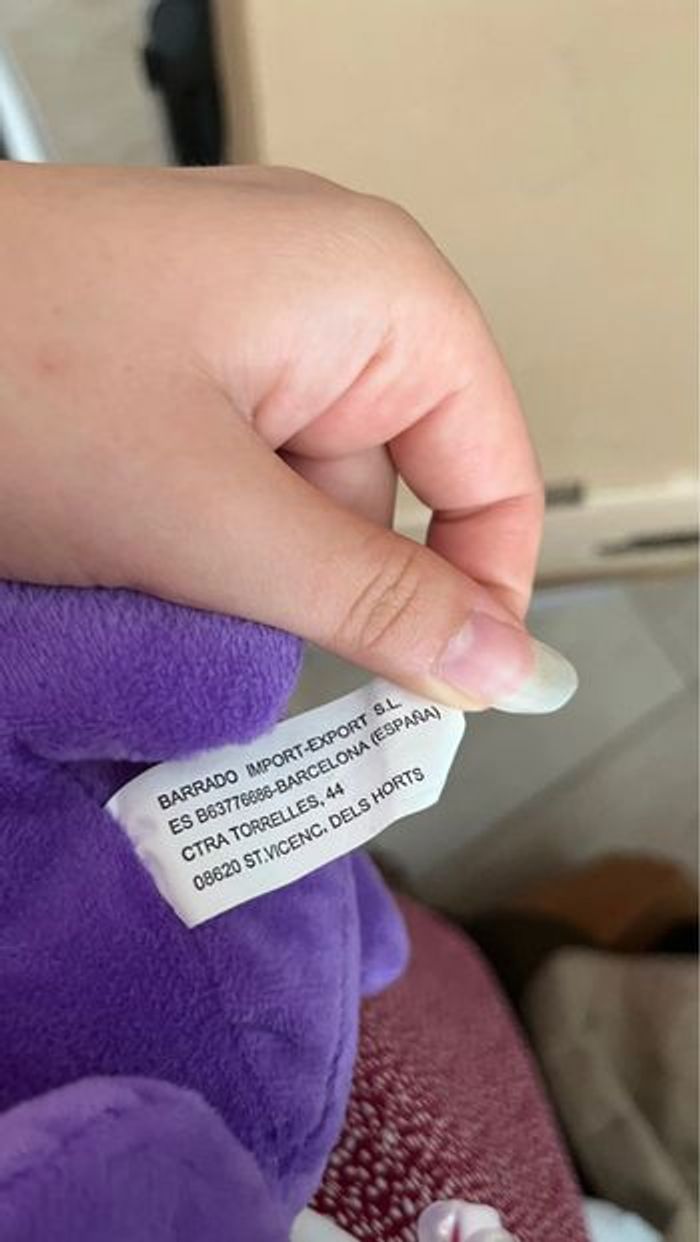 BARRADO IMPORT-EXPORT S.L.
ES B63776686-BARCELONA (ESPAÑA)
CTRA TORRELLES, 44
08620 ST.VICENC. DELS HORTS